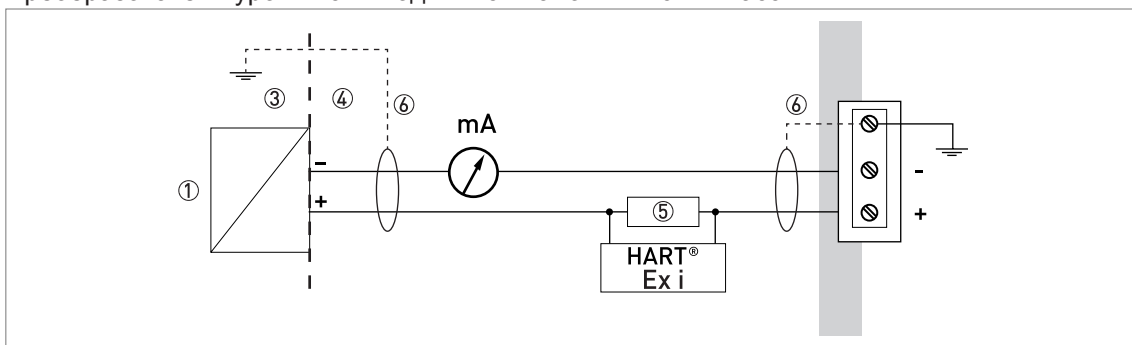 ③ ④ ⑥ ⑥
mA
①
-
-
+
⑤
+
HART®
Ex i